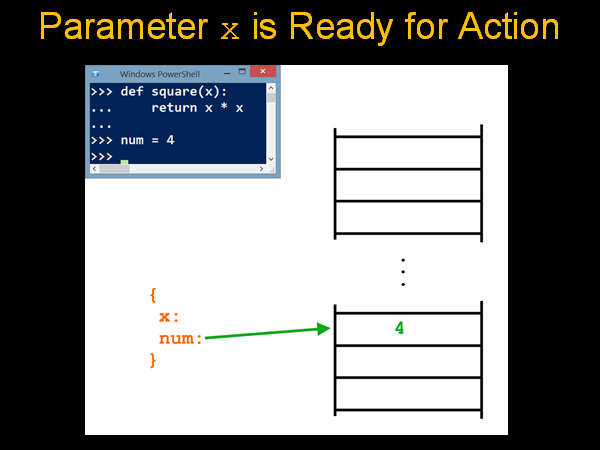 Parameter x is Ready for Action
Windows PowerShell
>>> def square(x):
...     return x * x
...
>>> num = 4
>>>
{
x:
num:
}
4